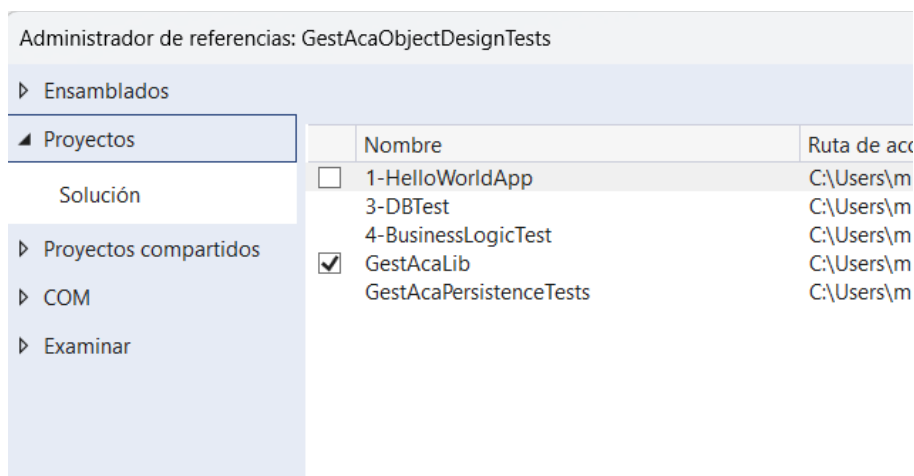 Administrador de referencias: GestAcaObjectDesignTests
Ensamblados
Proyectos
Solución
Proyectos compartidos
COM
Examinar
Nombre Ruta de acc
1-HelloWorldApp C:\Users\m
3-DBTest C:\Users\m
4-BusinessLogicTest C:\Users\m
GestAcaLib C:\Users\m
GestAcaPersistenceTests C:\Users\m